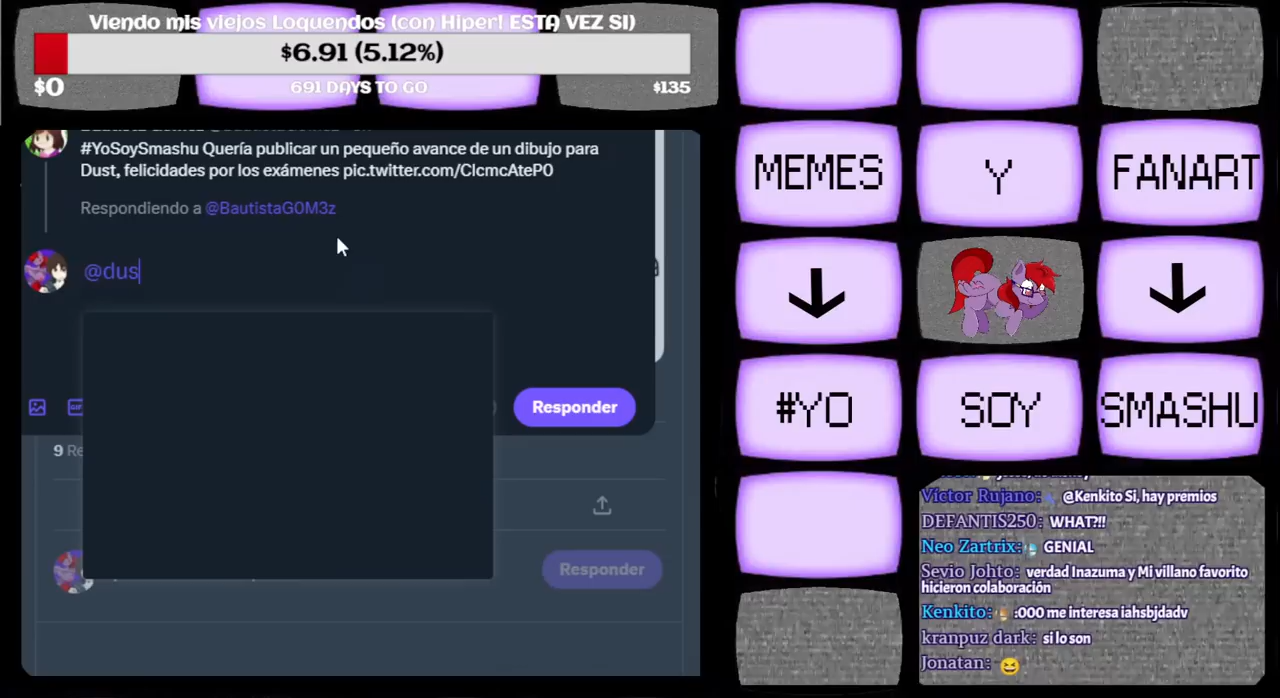 Viendo mis viejos Loquendos (con Hiper! ESTA VEZ SI)
$6.91 (5.12%)
$0
691 DAYS TO GO
$135
#YoSoySmashu Quería publicar un pequeño avance de un dibujo para
Dust, felicidades por los exámenes pic.twitter.com/ClcmcAteP0
Respondiendo a @BautistaG0M3z
@dus
GIF
Responder
9 Re
Responder
MEMES Y FANART
#YO SOY SMASHU
Víctor Rujano: @Kenkito Si, hay premios
DEFANTIS250: WHAT?!!
Neo Zartrix: GENIAL
Sevio Johto: verdad Inazuma y Mi villano favorito
hicieron colaboración
Kenkito: :000 me interesa iahsbjdadv
kranpuz dark: si lo son
Jonatan: 😆